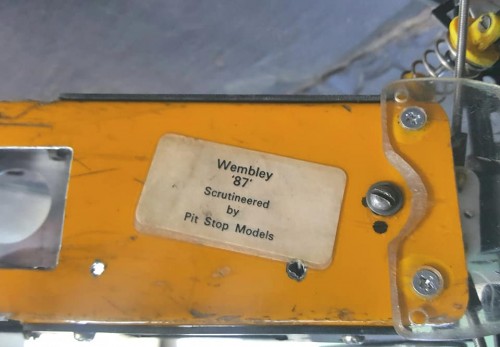 Wembley
'87'
Scrutineered
by
Pit Stop Models